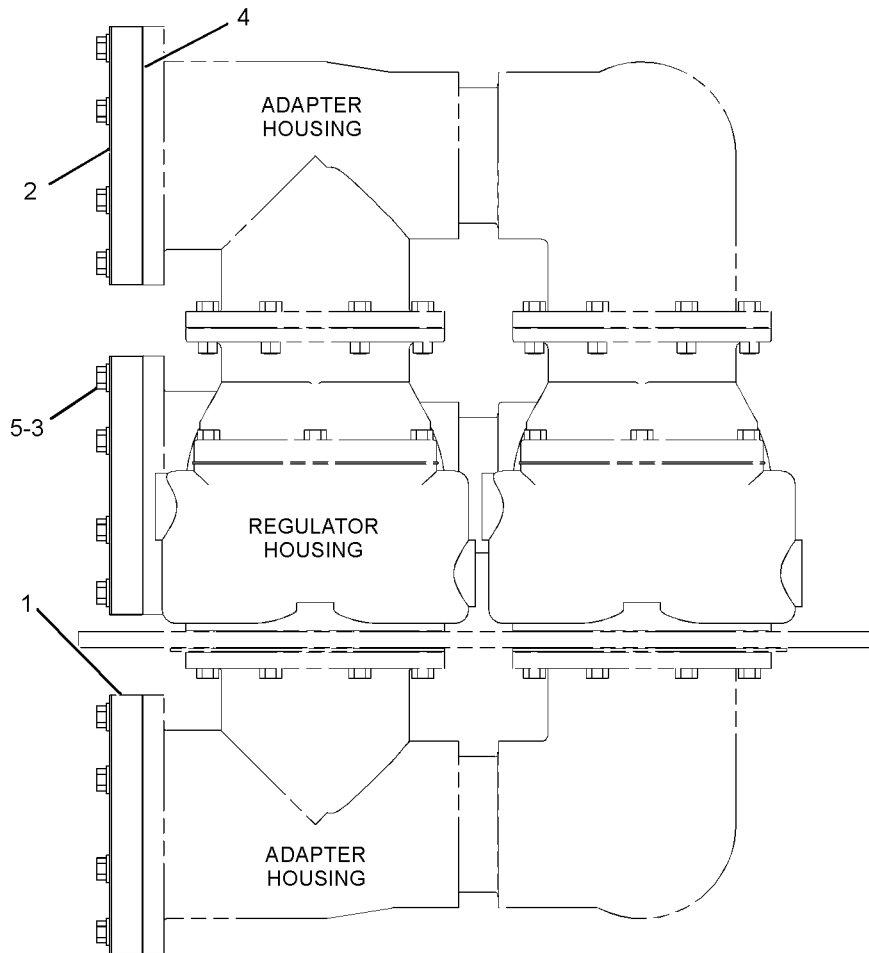 4
ADAPTER
HOUSING
2
5-3
REGULATOR
HOUSING
1
ADAPTER
HOUSING